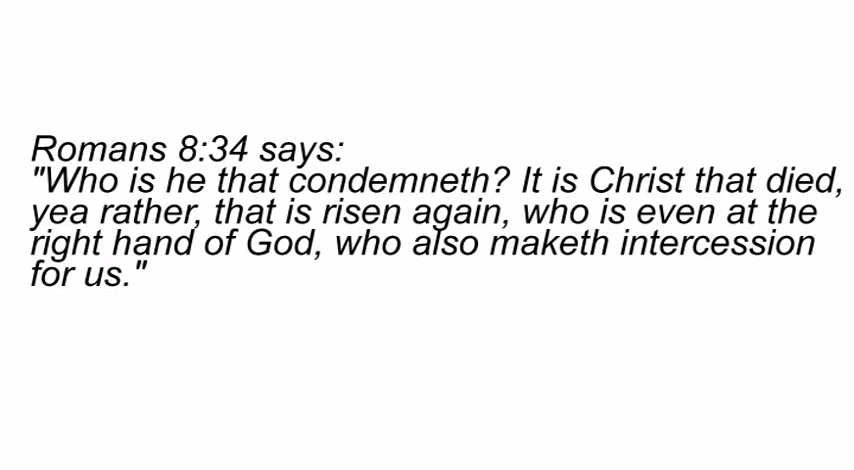 Romans 8:34 says:
"Who is he that condemneth? It is Christ that died,
yea rather, that is risen again, who is even at the
right hand of God, who also maketh intercession
for us."